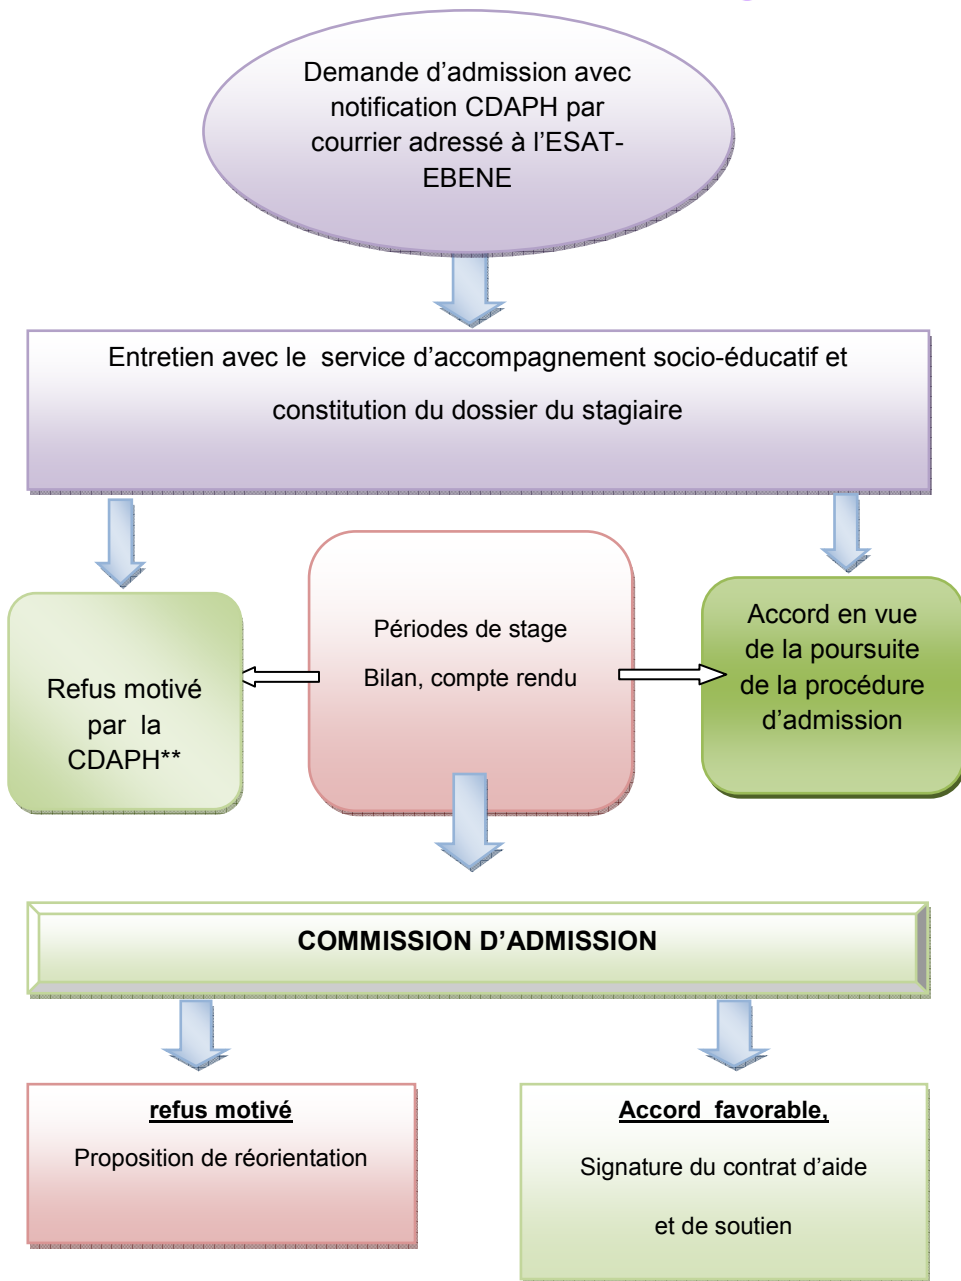 Demande d'admission avec
notification CDAPH par
courrier adressé à l'ESAT-
EBENE
Entretien avec le service d'accompagnement socio-éducatif et
constitution du dossier du stagiaire
Refus motivé
par la
CDAPH**
Périodes de stage
Bilan, compte rendu
Accord en vue
de la poursuite
de la procédure
d'admission
COMMISSION D'ADMISSION
refus motivé
Proposition de réorientation
Accord favorable,
Signature du contrat d'aide
et de soutien